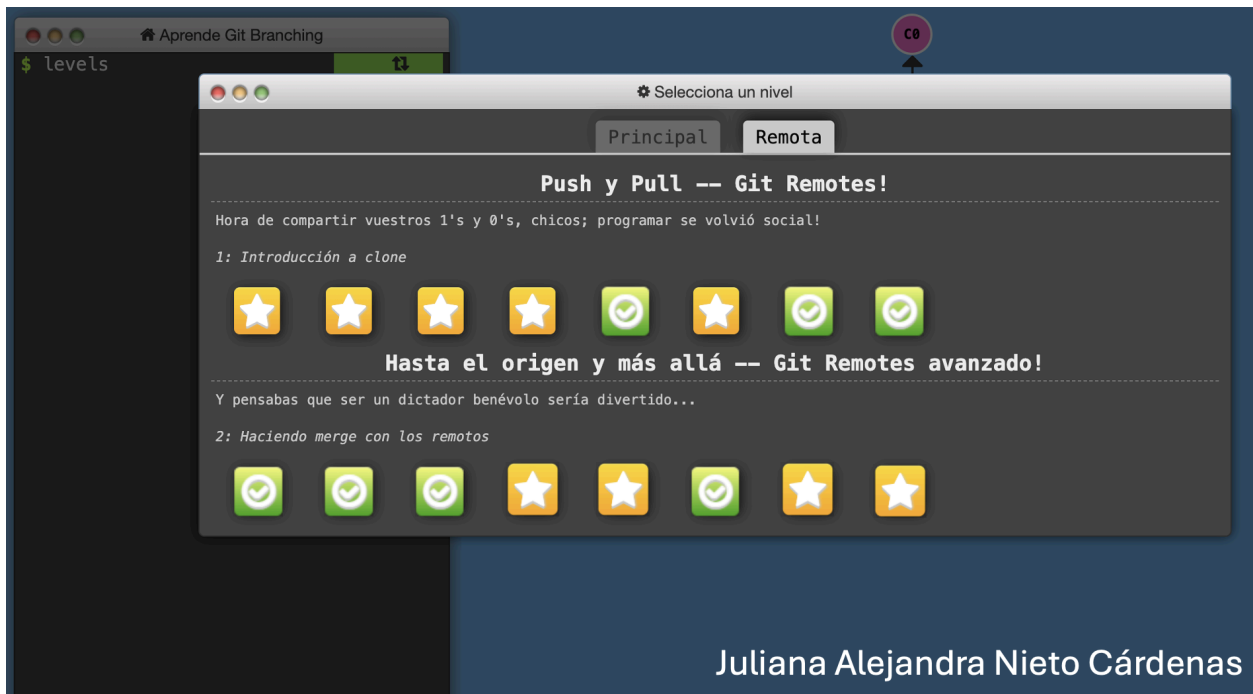 Aprende Git Branching
$ levels
C0
Selecciona un nivel
Principal
Remota
Push y Pull -- Git Remotes!
Hora de compartir vuestros 1's y 0's, chicos; programar se volvió social!
1: Introducción a clone
Hasta el origen y más allá -- Git Remotes avanzado!
Y pensabas que ser un dictador benévolo sería divertido...
2: Haciendo merge con los remotos
Juliana Alejandra Nieto Cárdenas